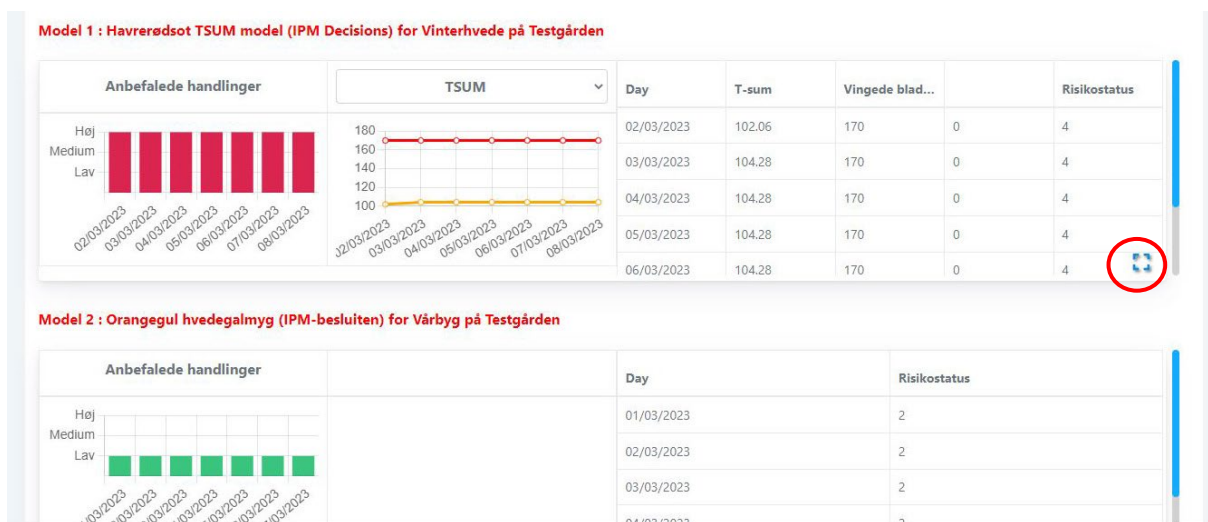 Model 1 : Havrerødsot TSUM model (IPM Decisions) for Vinterhvede på Testgården
Anbefalede handlinger
TSUM
Day T-sum Vingede blad... Risikostatus
Høj
Medium
Lav
02/03/2023 03/03/2023 04/03/2023 05/03/2023 06/03/2023 07/03/2023 08/03/2023
180
160
140
120
100
02/03/2023 03/03/2023 04/03/2023 05/03/2023 06/03/2023 07/03/2023 08/03/2023
02/03/2023 102.06 170 0 4
03/03/2023 104.28 170 0 4
04/03/2023 104.28 170 0 4
05/03/2023 104.28 170 0 4
06/03/2023 104.28 170 0 4
Model 2 : Orangegul hvedegalmyg (IPM-besluiten) for Vårbyg på Testgården
Anbefalede handlinger
Day Risikostatus
Høj
Medium
Lav
01/03/2023 2
02/03/2023 2
03/03/2023 2